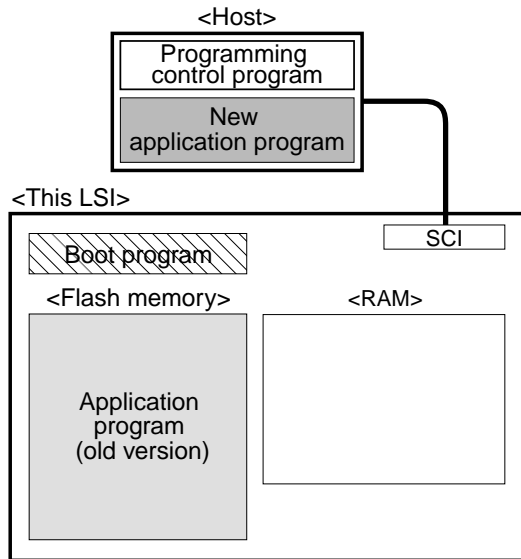 <Host>
Programming
control program
New
application program
<This LSI>
SCI
Boot program
<Flash memory>
<RAM>
Application
program
(old version)